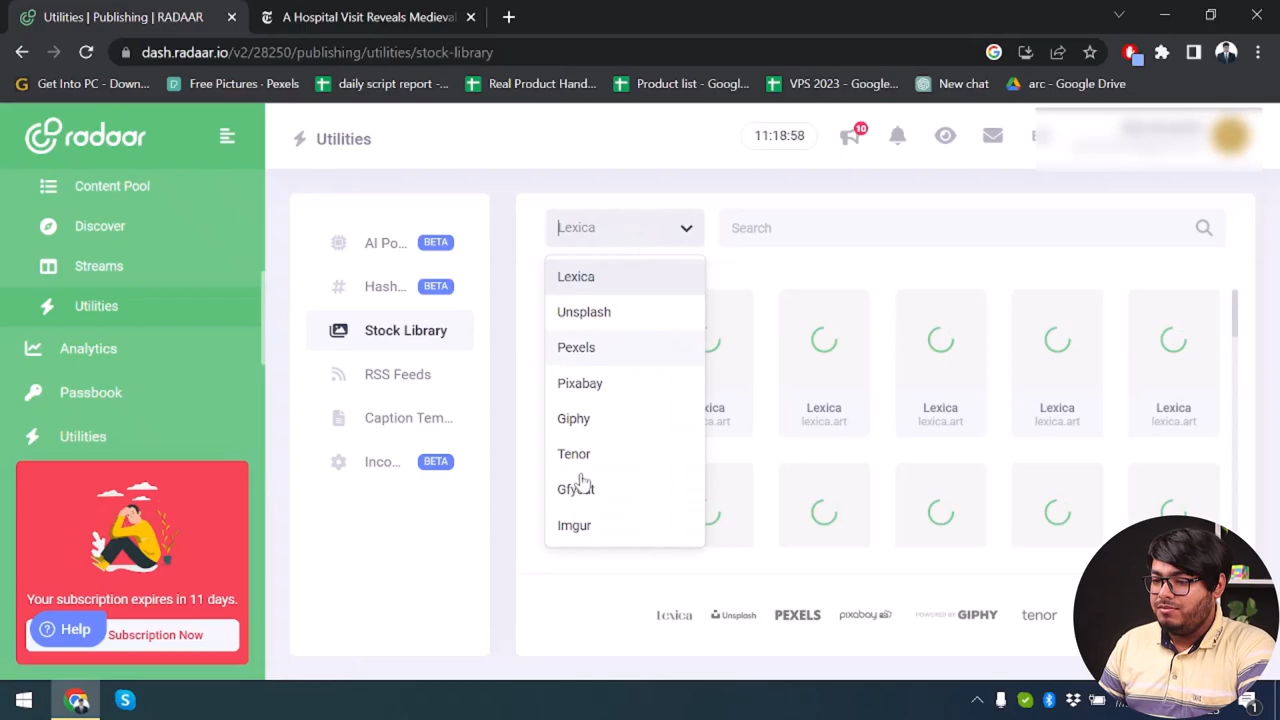 Utilities | Publishing | RADAAR
A Hospital Visit Reveals Medieval
dash.radaar.io/v2/28250/publishing/utilities/stock-library
Get Into PC - Down...
Free Pictures - Pexels
daily script report -...
Real Product Hand...
Product list - Googl...
VPS 2023 - Googl...
New chat
arc - Google Drive
radaar
Utilities
11:18:58
10
Content Pool
Discover
Streams
Utilities
Analytics
Passbook
Utilities
Your subscription expires in 11 days.
Subscription Now
Help
AI Po... BETA
Hash... BETA
Stock Library
RSS Feeds
Caption Tem...
Inco... BETA
Lexica
Search
Lexica
Unsplash
Pexels
Pixabay
Giphy
Tenor
Imgur
Lexica
lexica.art
Lexica
lexica.art
Lexica
lexica.art
Lexica
lexica.art
Lexica Unsplash PEXELS pixabay POWERED BY GIPHY tenor
1